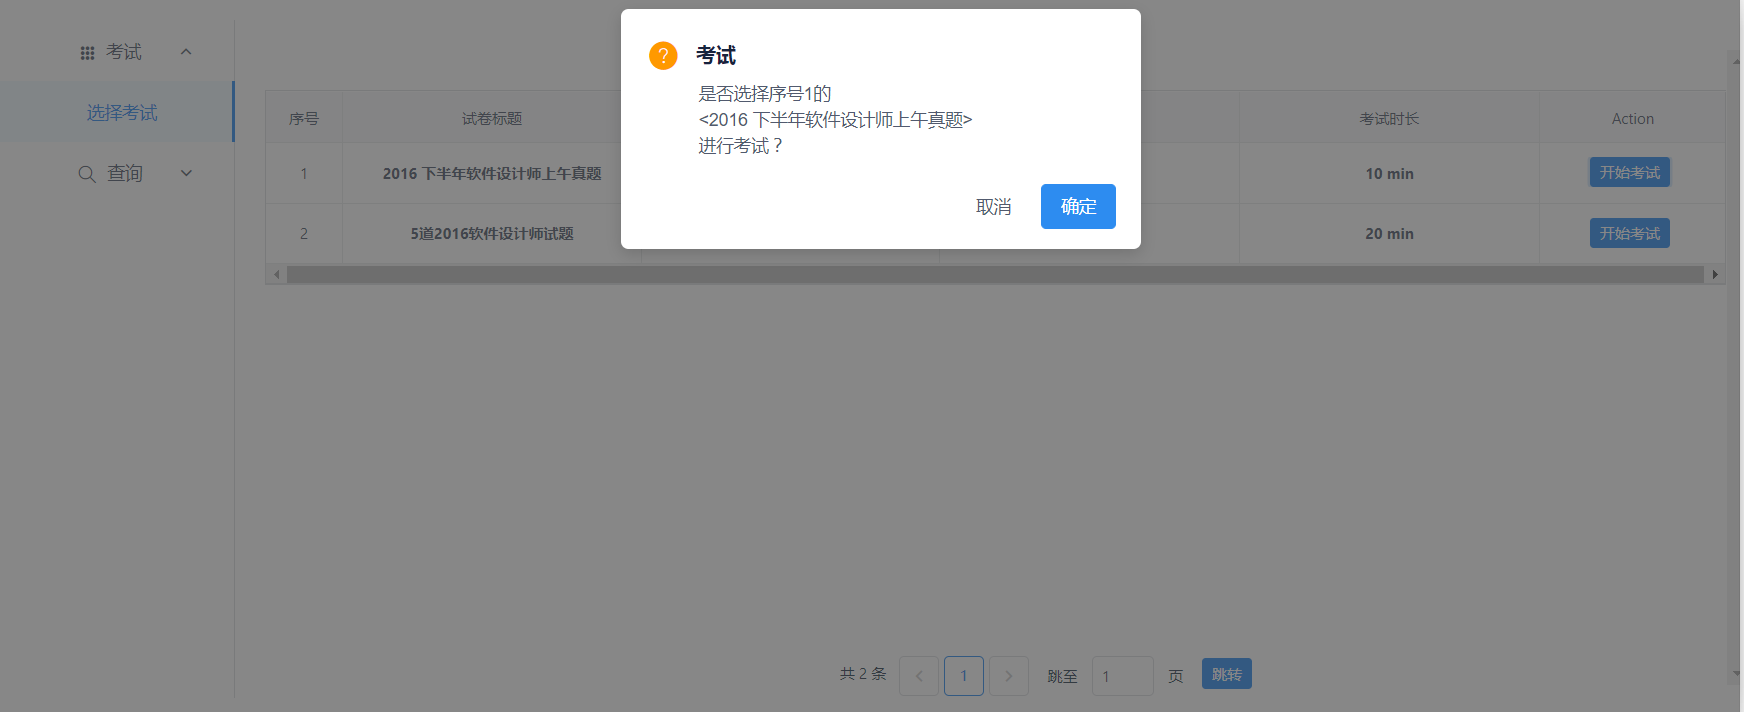 考试
选择考试
查询
考试
是否选择序号1的
<2016 下半年软件设计师上午真题>
进行考试？
取消 确定
序号 试卷标题 考试时长 Action
1 2016 下半年软件设计师上午真题 10 min 开始考试
2 5道2016软件设计师试题 20 min 开始考试
共 2 条 1 跳至 1 页 跳转